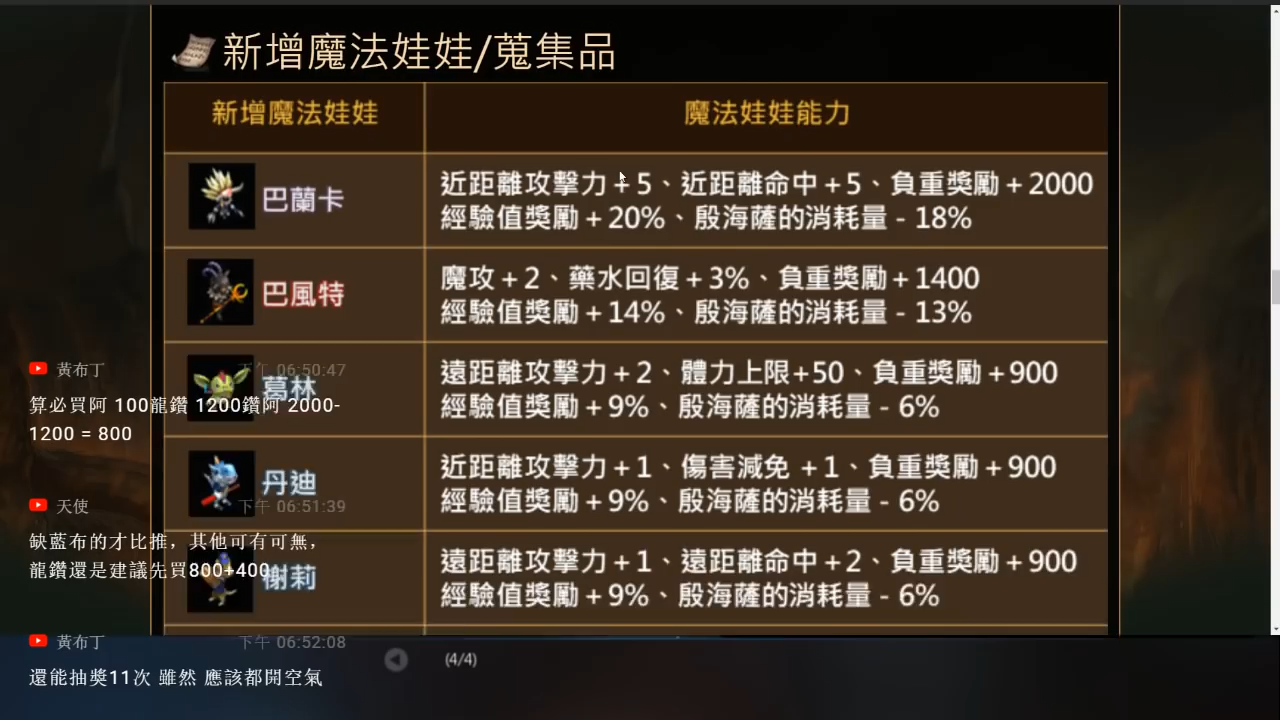 新增魔法娃娃/蒐集品
新增魔法娃娃
魔法娃娃能力
巴蘭卡
近距離攻擊力+5、近距離命中+5、負重獎勵+2000
經驗值獎勵+20%、殷海薩的消耗量 - 18%
巴風特
魔攻+2、藥水回復+3%、負重獎勵+1400
經驗值獎勵+14%、殷海薩的消耗量 - 13%
葛林
遠距離攻擊力+2、體力上限+50、負重獎勵+900
經驗值獎勵+9%、殷海薩的消耗量 - 6%
丹迪
近距離攻擊力+1、傷害減免 +1、負重獎勵+900
經驗值獎勵+9%、殷海薩的消耗量 - 6%
榭莉
遠距離攻擊力+1、遠距離命中+2、負重獎勵+900
經驗值獎勵+9%、殷海薩的消耗量 - 6%
黃布丁 下午 06:50:47
算必買阿 100龍鑽 1200鑽阿 2000-
1200 = 800
天使 下午 06:51:39
缺藍布的才比推，其他可有可無，
龍鑽還是建議先買800+400
黃布丁 下午 06:52:08
還能抽獎11次 雖然 應該都開空氣
(4/4)